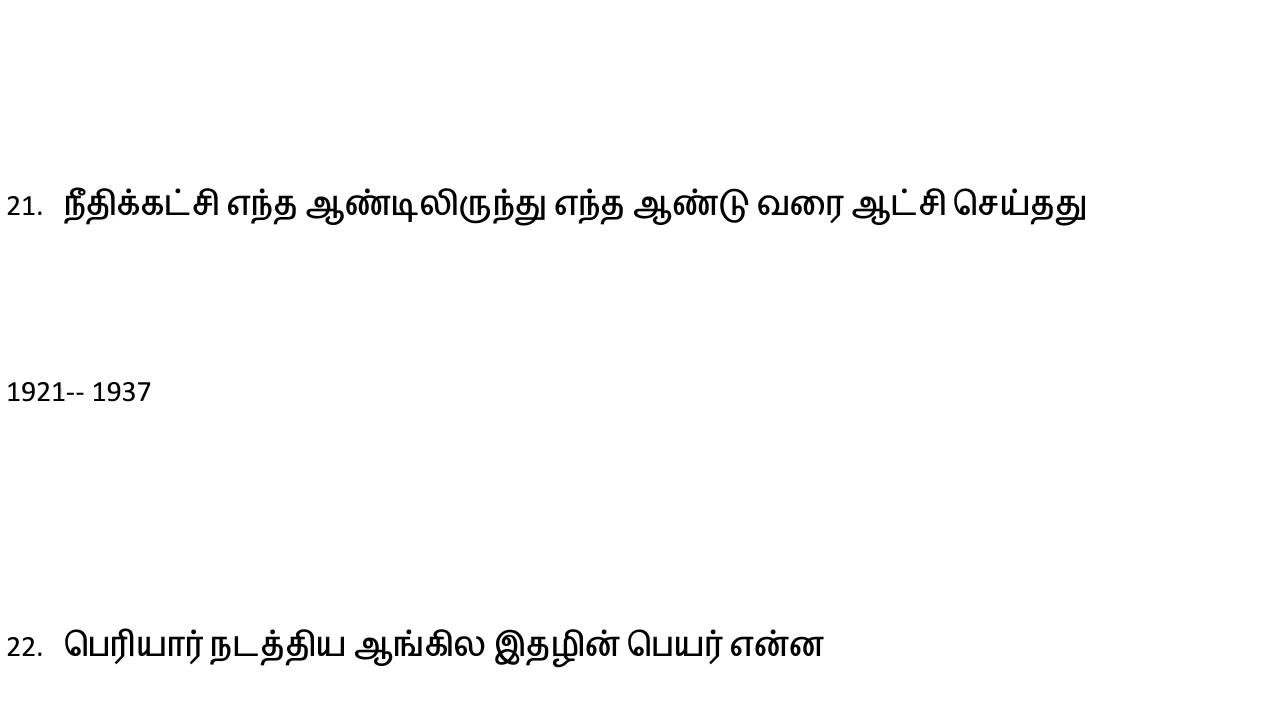 21. நீதிக்கட்சி எந்த ஆண்டிலிருந்து எந்த ஆண்டு வரை ஆட்சி செய்தது
1921-- 1937
22. பெரியார் நடத்திய ஆங்கில இதழின் பெயர் என்ன